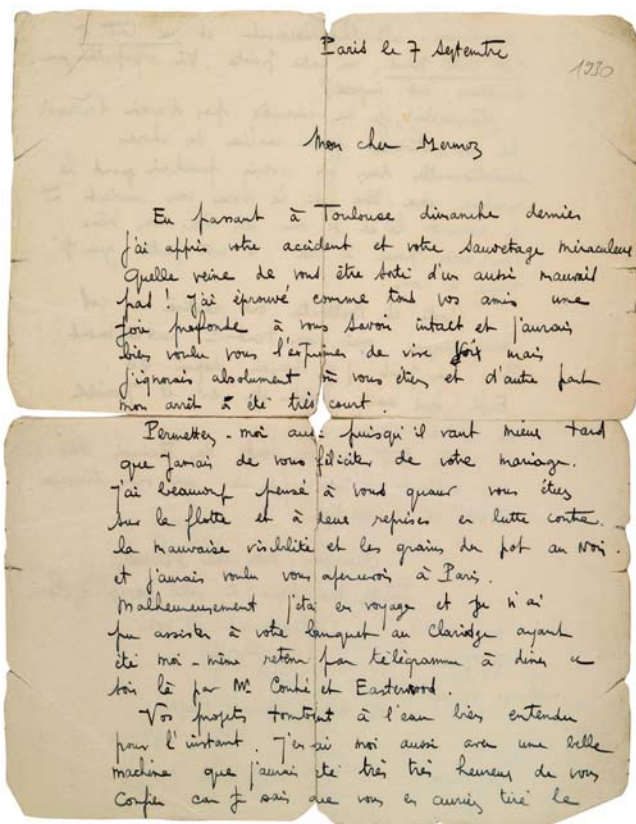 Paris le 7 Septembre
1930
Mon cher Mermoz
En passant à Toulouse dimanche dernier
j'ai appris votre accident et votre sauvetage miraculeux
Quelle veine de vous être sorti d'un aussi mauvais
pas ! J'ai éprouvé comme tous vos amis une
joie profonde à vous savoir intact et j'aurais
bien voulu vous l'exprimer de vive voix mais
j'ignorais absolument où vous étiez et d'autre part
mon arrêt à été très court.
Permettez-moi aussi puisqu'il vaut mieux tard
que jamais de vous féliciter de votre mariage.
J'ai beaucoup pensé à vous quand vous étiez
sur la flotte et à deux reprises en lutte contre
la mauvaise visibilité et les grains du pot au Noir.
et j'aurais voulu vous apercevoir à Paris.
Malheureusement j'étais en voyage et je n'ai
pu assister à votre banquet au Claridge ayant
été moi-même retenu par télégramme à dîner ce
soir là par Mr Couhé et Easterwood.
Vos projets tombent à l'eau bien entendu
pour l'instant. J'en ai moi aussi avec une belle
machine que j'aurais été très très heureux de vous
confier car je sais que vous en auriez tiré le